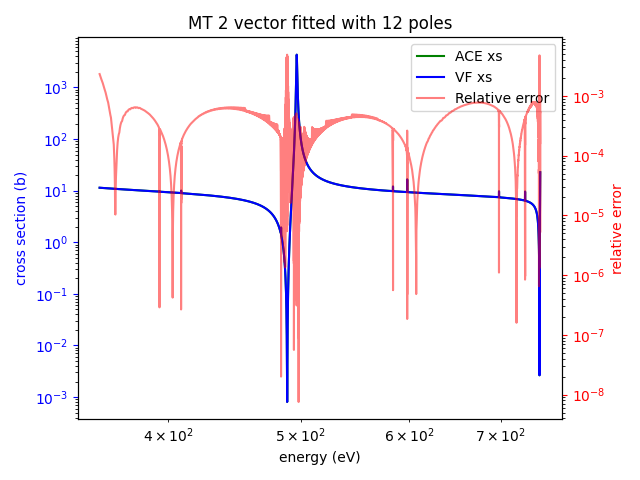 MT 2 vector fitted with 12 poles
ACE xs
VF xs
Relative error
cross section (b)
10³
10²
10¹
10⁰
10⁻¹
10⁻²
10⁻³
relative error
10⁻³
10⁻⁴
10⁻⁵
10⁻⁶
10⁻⁷
10⁻⁸
4 × 10² 5 × 10² 6 × 10² 7 × 10²
energy (eV)